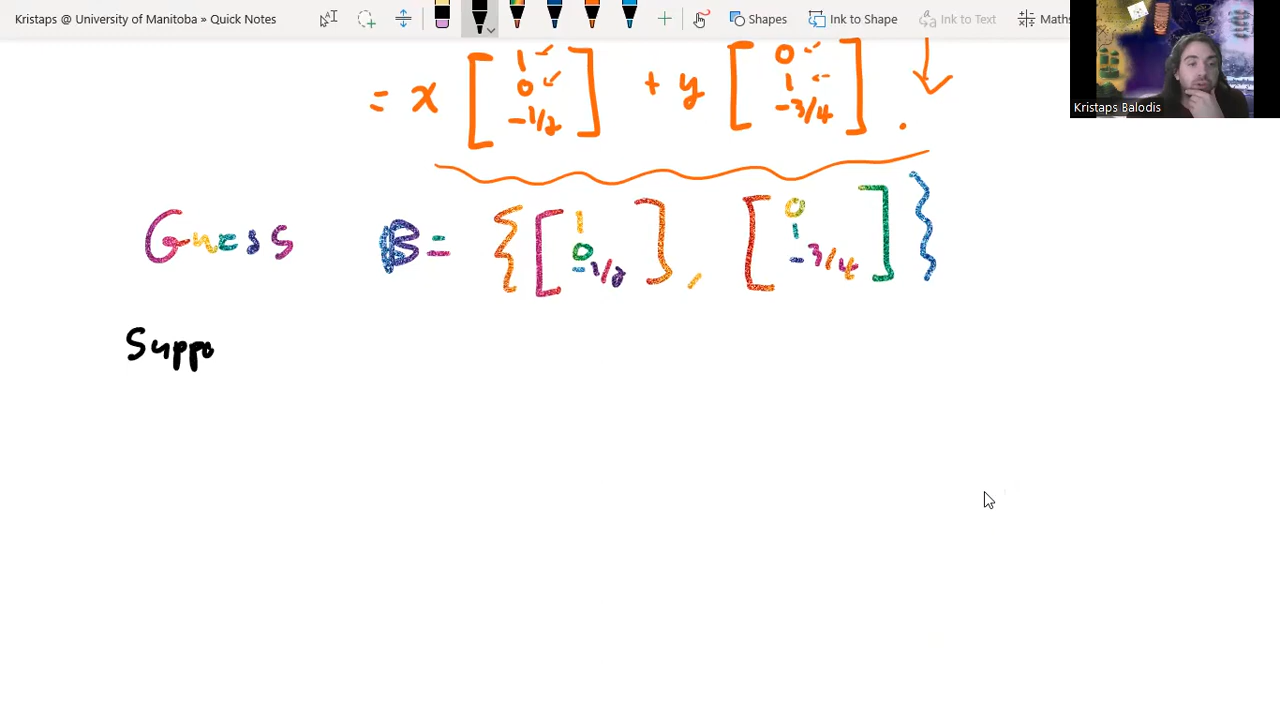 Kristaps @ University of Manitoba » Quick Notes
Shapes
Ink to Shape
Ink to Text
Maths
Kristaps Balodis
= x [ 1 0 -1/2 ] + y [ 0 1 -3/4 ] .
Guess B = { [ 1 0 -1/2 ] , [ 0 1 -3/4 ] }
Suppo